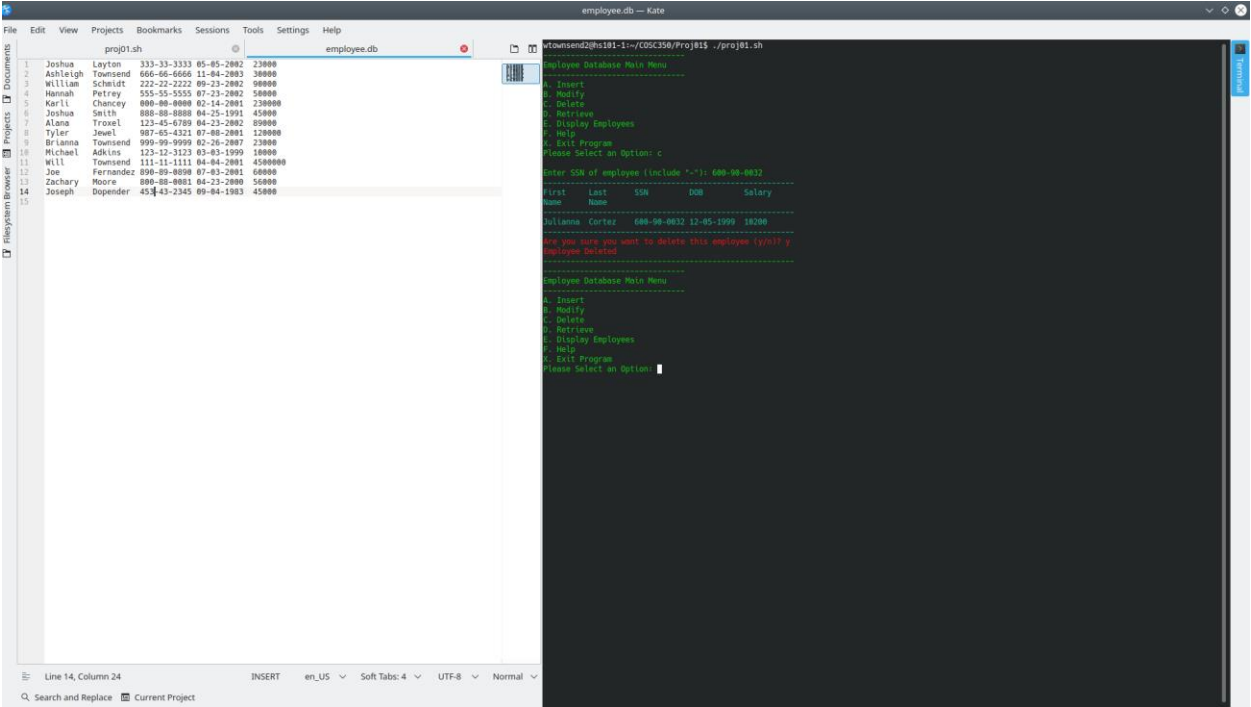 employee.db — Kate
File Edit View Projects Bookmarks Sessions Tools Settings Help
proj01.sh employee.db
Documents
Projects
Filesystem Browser
1 Joshua Layton 333-33-3333 05-05-2002 23000
2 Ashleigh Townsend 666-66-6666 11-04-2003 30000
3 William Schmidt 222-22-2222 09-23-2002 90000
4 Hannah Petrey 555-55-5555 07-23-2002 50000
5 Karli Chancey 000-00-0000 02-14-2001 230000
6 Joshua Smith 888-88-8888 04-25-1991 45000
7 Alana Troxel 123-45-6789 04-23-2002 89000
8 Tyler Jewel 987-65-4321 07-08-2001 120000
9 Brianna Townsend 999-99-9999 02-26-2007 23000
10 Michael Adkins 123-12-3123 03-03-1999 10000
11 Will Townsend 111-11-1111 04-04-2001 4500000
12 Joe Fernandez 890-89-0890 07-03-2001 60000
13 Zachary Moore 800-88-0081 04-23-2000 56000
14 Joseph Dopender 453-43-2345 09-04-1983 45000
15
Line 14, Column 24 INSERT en_US Soft Tabs: 4 UTF-8 Normal
Search and Replace Current Project
wtownsend2@hs101-1:~/COSC350/Proj01$ ./proj01.sh
-------------------------------
Employee Database Main Menu
-------------------------------
A. Insert
B. Modify
C. Delete
D. Retrieve
E. Display Employees
F. Help
X. Exit Program
Please Select an Option: c
Enter SSN of employee (include "-"): 600-90-0032
-------------------------------------------------------
First Last SSN DOB Salary
Name Name
-------------------------------------------------------
Julianna Cortez 600-90-0032 12-05-1999 10200
-------------------------------------------------------
Are you sure you want to delete this employee (y/n)? y
Employee Deleted
-------------------------------------------------------
-------------------------------
Employee Database Main Menu
-------------------------------
A. Insert
B. Modify
C. Delete
D. Retrieve
E. Display Employees
F. Help
X. Exit Program
Please Select an Option:
Terminal